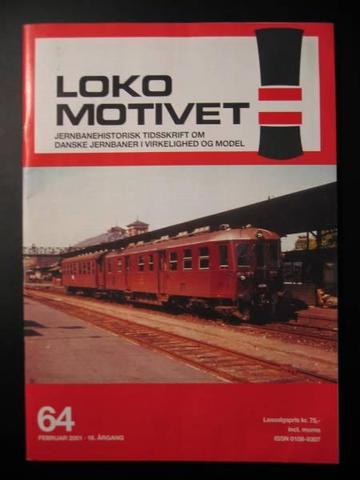 LOKO
MOTIVET
JERNBANEHISTORISK TIDSSKRIFT OM
DANSKE JERNBANER I VIRKELIGHED OG MODEL
64
FEBRUAR 2001 · 16. ÅRGANG
Løssalgspris kr. 75,-
incl. moms
ISSN 0108-9307